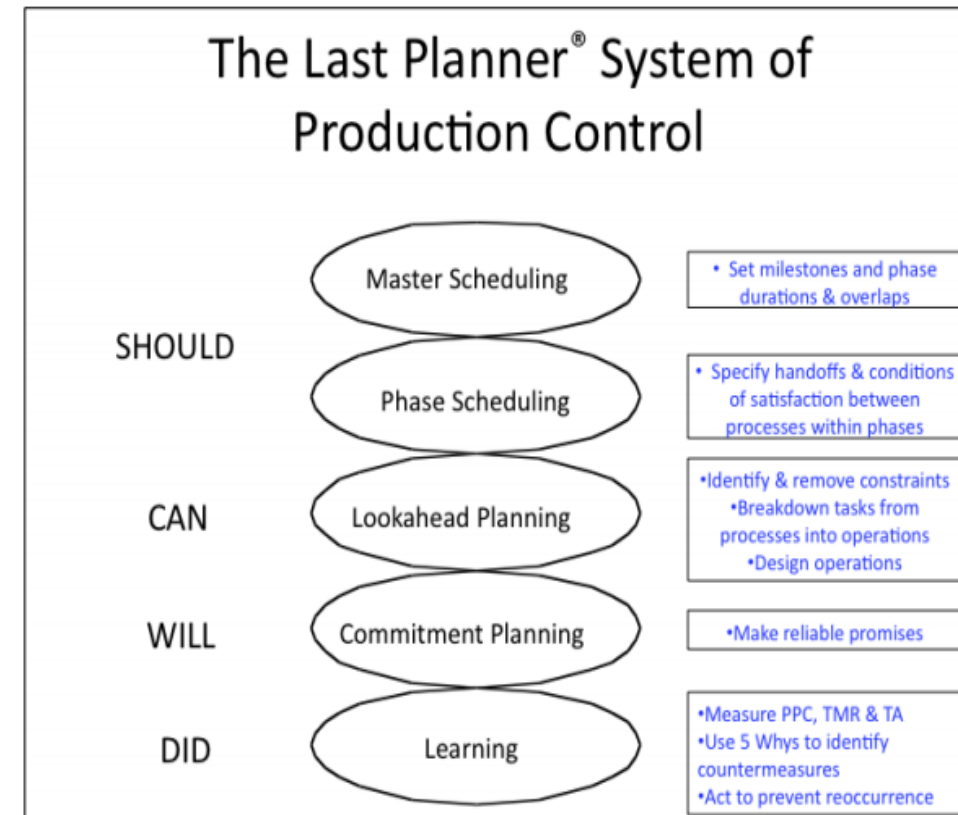 The Last Planner® System of
Production Control
SHOULD
Master Scheduling
• Set milestones and phase
durations & overlaps
Phase Scheduling
• Specify handoffs & conditions
of satisfaction between
processes within phases
CAN
Lookahead Planning
•Identify & remove constraints
•Breakdown tasks from
processes into operations
•Design operations
WILL
Commitment Planning
•Make reliable promises
DID
Learning
•Measure PPC, TMR & TA
•Use 5 Whys to identify
countermeasures
•Act to prevent reoccurrence